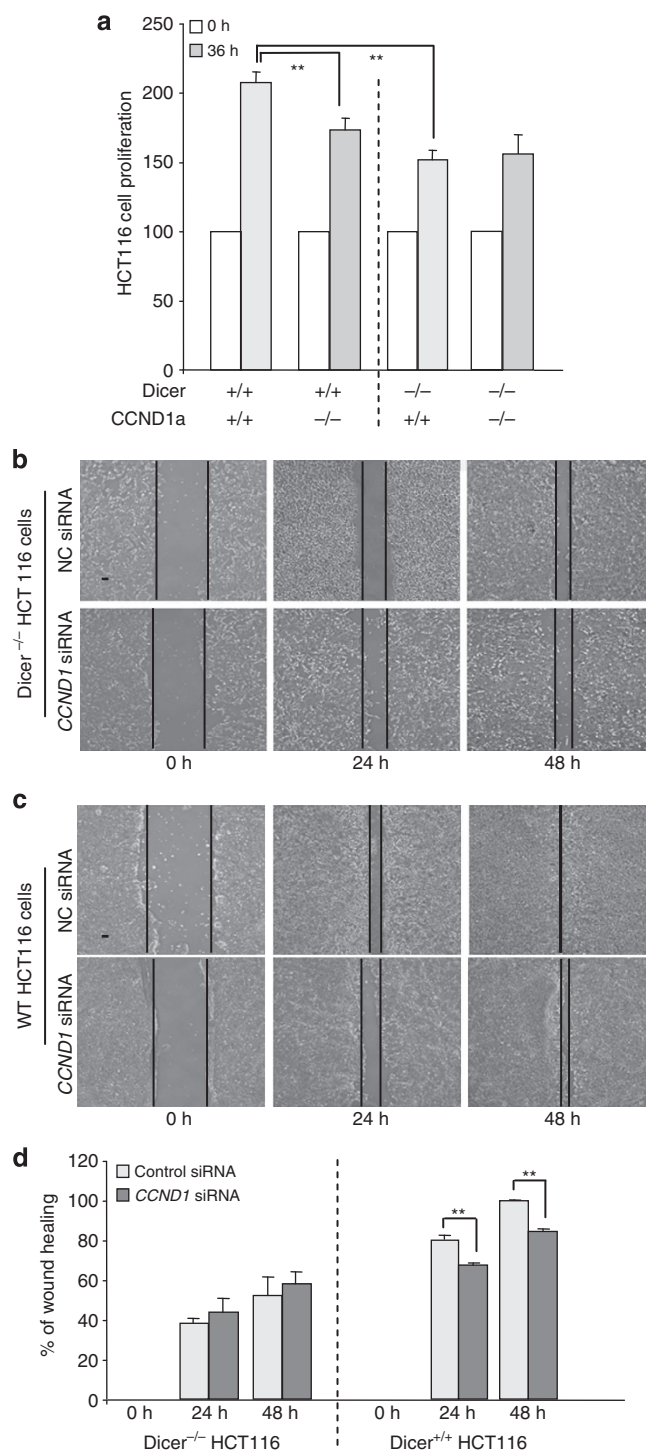 a
250
200
150
100
50
0
HCT116 cell proliferation
0 h
36 h
**
**
Dicer +/+ +/+ –/– –/–
CCND1a +/+ –/– +/+ –/–
b
Dicer –/– HCT 116 cells
NC siRNA
CCND1 siRNA
0 h 24 h 48 h
c
WT HCT116 cells
NC siRNA
CCND1 siRNA
0 h 24 h 48 h
d
120
100
80
60
40
20
0
% of wound healing
Control siRNA
CCND1 siRNA
**
**
0 h 24 h 48 h 0 h 24 h 48 h
Dicer–/– HCT116 Dicer+/+ HCT116